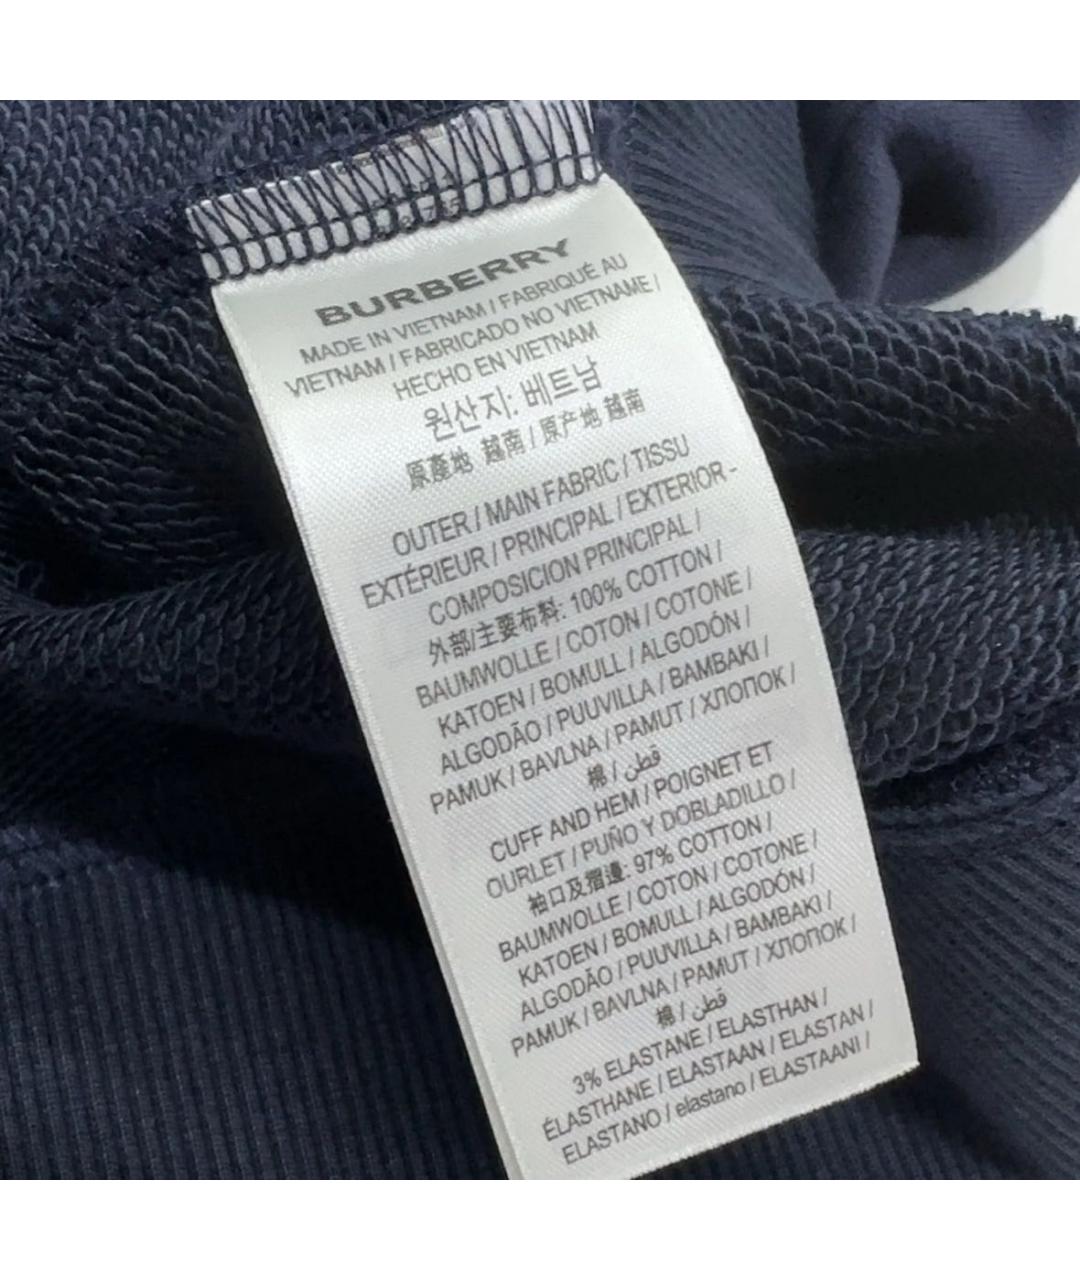 BURBERRY
MADE IN VIETNAM / FABRIQUÉ AU
VIETNAM / FABRICADO NO VIETNAME /
HECHO EN VIETNAM
원산지: 베트남
原產地 越南 / 原产地 越南
OUTER / MAIN FABRIC / TISSU
EXTÉRIEUR / PRINCIPAL / EXTERIOR -
COMPOSICION PRINCIPAL /
外部/主要布料: 100% COTTON /
BAUMWOLLE / COTON / COTONE /
KATOEN / BOMULL / ALGODÓN /
ALGODÃO / PUUVILLA / BAMBAKI /
PAMUK / BAVLNA / PAMUT / ХЛОПОК /
棉 / قطن
CUFF AND HEM / POIGNET ET
OURLET / PUÑO Y DOBLADILLO /
袖口及摺邊: 97% COTTON /
BAUMWOLLE / COTON / COTONE /
KATOEN / BOMULL / ALGODÓN /
ALGODÃO / PUUVILLA / BAMBAKI /
PAMUK / BAVLNA / PAMUT / ХЛОПОК /
棉 / قطن
3% ELASTANE / ELASTHAN /
ÉLASTHANE / ELASTAAN / ELASTAN /
ELASTANO / elastano / ELASTAANI /